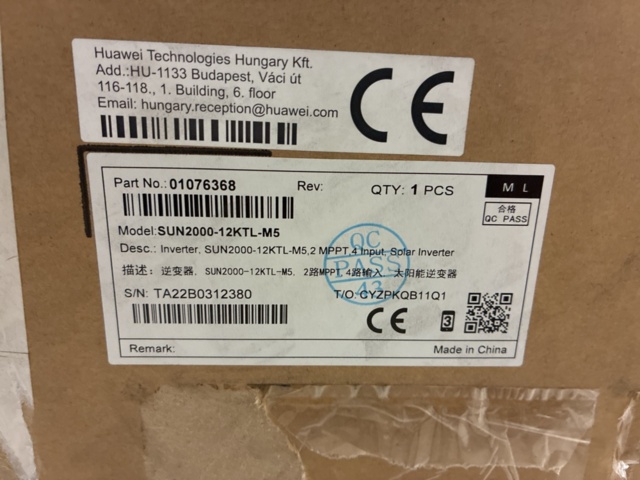 Huawei Technologies Hungary Kft.
Add.:HU-1133 Budapest, Váci út
116-118., 1. Building, 6. floor
Email: hungary.reception@huawei.com
CE
Part No.: 01076368 Rev: QTY: 1 PCS M L
合格
QC PASS
Model:SUN2000-12KTL-M5
Desc.: Inverter, SUN2000-12KTL-M5,2 MPPT,4 Input, Solar Inverter
QC
PASS
43
描述: 逆变器, SUN2000-12KTL-M5, 2路MPPT, 4路输入, 太阳能逆变器
S/N: TA22B0312380 T/O: CYZPKQB11Q1
CE 3
Remark: Made in China